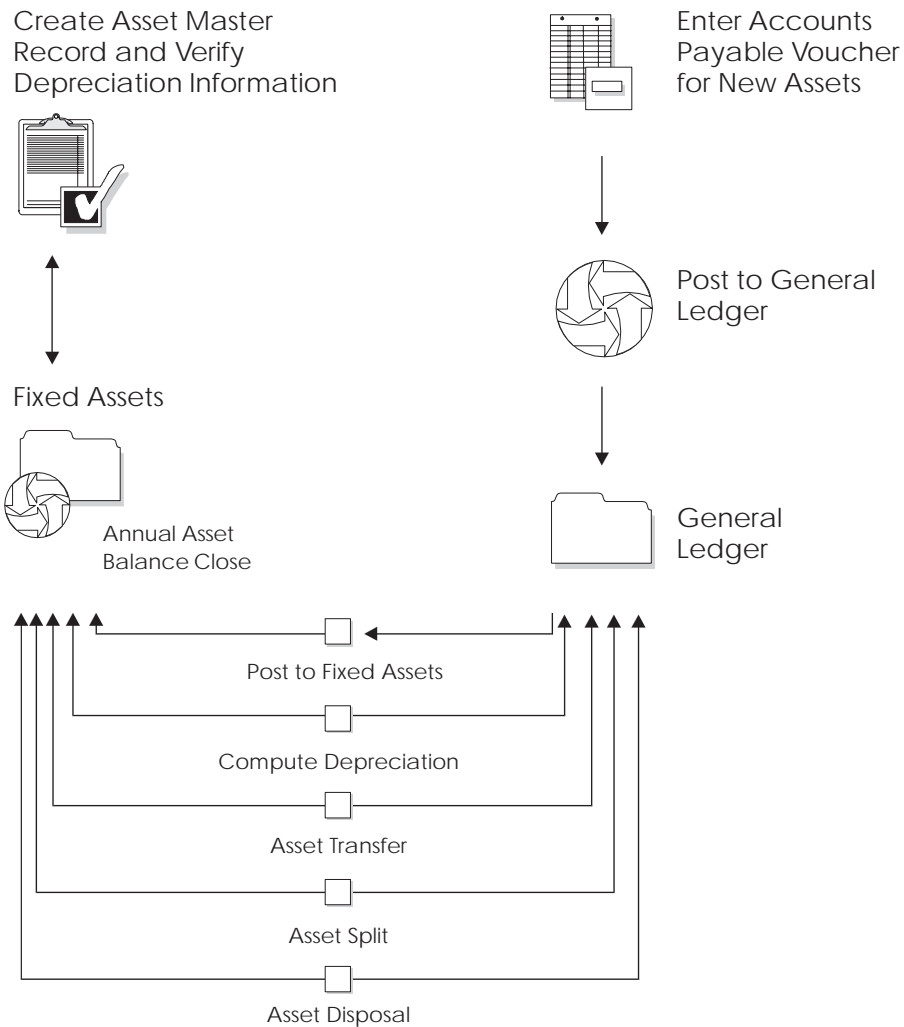 Create Asset Master
Record and Verify
Depreciation Information
Enter Accounts
Payable Voucher
for New Assets
Post to General
Ledger
Fixed Assets
Annual Asset
Balance Close
General
Ledger
Post to Fixed Assets
Compute Depreciation
Asset Transfer
Asset Split
Asset Disposal